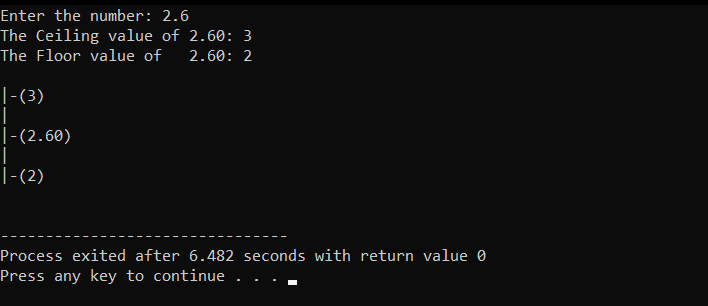 Enter the number: 2.6
The Ceiling value of 2.60: 3
The Floor value of   2.60: 2
|-(3)
|
|-(2.60)
|
|-(2)
--------------------------------
Process exited after 6.482 seconds with return value 0
Press any key to continue . . .